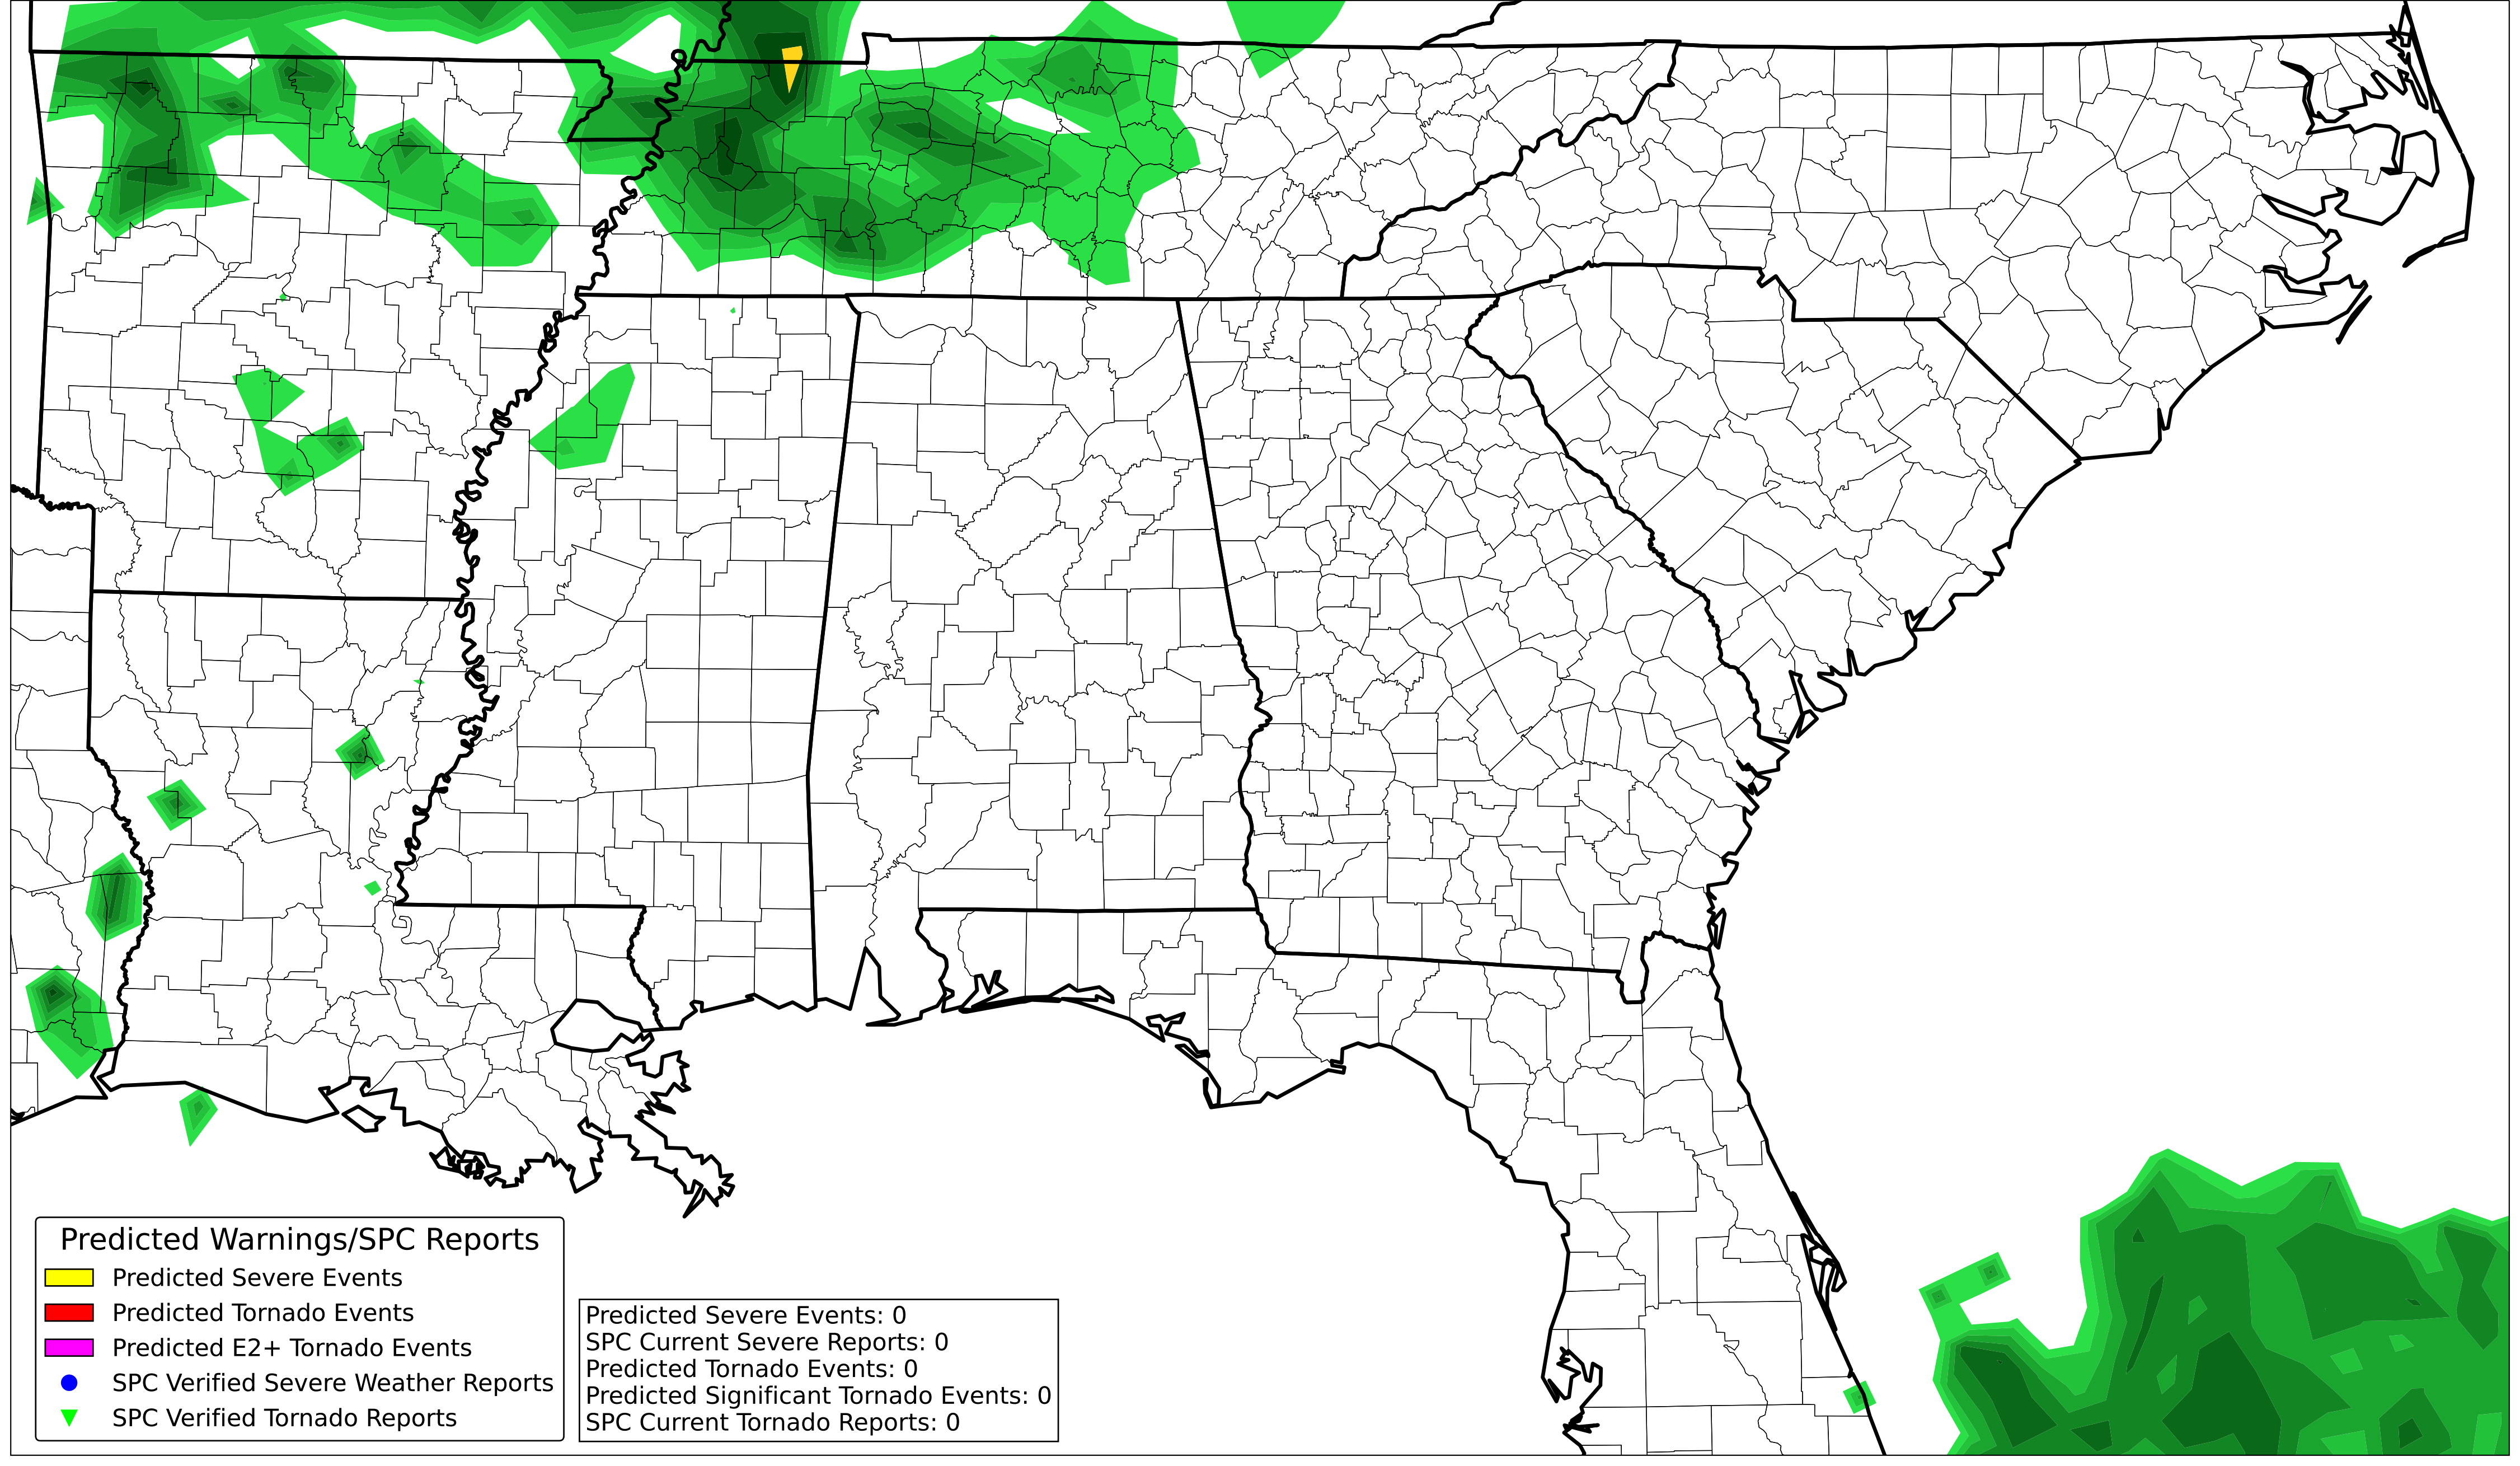 Predicted Warnings/SPC Reports
Predicted Severe Events
Predicted Tornado Events
Predicted E2+ Tornado Events
SPC Verified Severe Weather Reports
SPC Verified Tornado Reports
Predicted Severe Events: 0
SPC Current Severe Reports: 0
Predicted Tornado Events: 0
Predicted Significant Tornado Events: 0
SPC Current Tornado Reports: 0